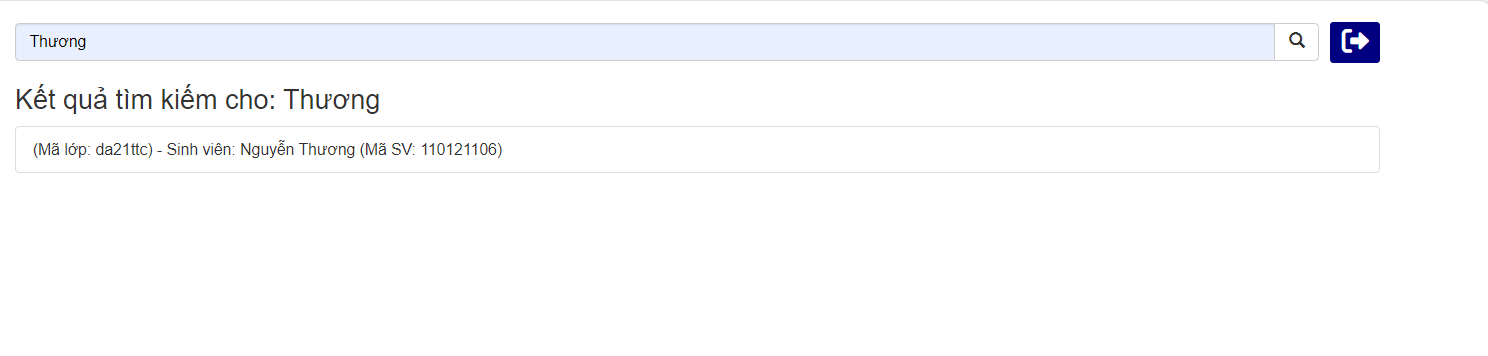 Thương
Kết quả tìm kiếm cho: Thương
(Mã lớp: da21ttc) - Sinh viên: Nguyễn Thương (Mã SV: 110121106)